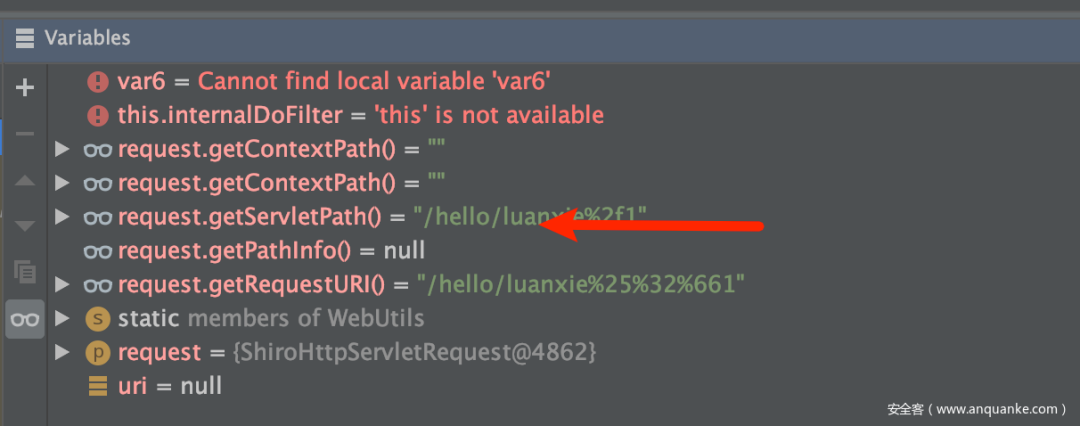 Variables
var6 = Cannot find local variable 'var6'
this.internalDoFilter = 'this' is not available
request.getContextPath() = ""
request.getContextPath() = ""
request.getServletPath() = "/hello/luanxie%2f1"
request.getPathInfo() = null
request.getRequestURI() = "/hello/luanxie%25%32%661"
s static members of WebUtils
p request = {ShiroHttpServletRequest@4862}
uri = null
安全客（www.anquanke.com）